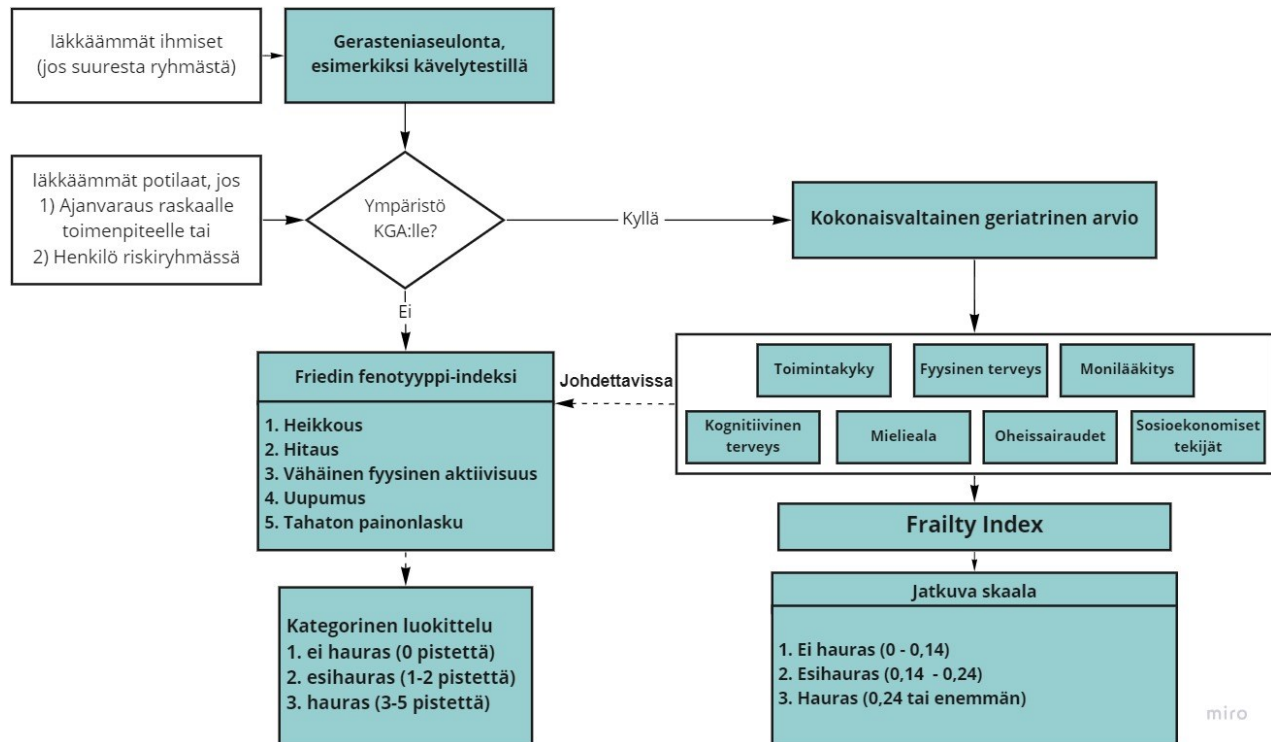 Iäkkäämmät ihmiset
(jos suuresta ryhmästä)
Gerasteniaseulonta,
esimerkiksi kävelytestillä
Iäkkäämmät potilaat, jos
1) Ajanvaraus raskaalle
toimenpiteelle tai
2) Henkilö riskiryhmässä
Ympäristö
KGA:lle?
Kyllä
Kokonaisvaltainen geriatrinen arvio
Ei
Friedin fenotyyppi-indeksi
1. Heikkous
2. Hitaus
3. Vähäinen fyysinen aktiivisuus
4. Uupumus
5. Tahaton painonlasku
Johdettavissa
Toimintakyky
Fyysinen terveys
Monilääkitys
Kognitiivinen
terveys
Mielieala
Oheissairaudet
Sosioekonomiset
tekijät
Frailty Index
Kategorinen luokittelu
1. ei hauras (0 pistettä)
2. esihauras (1-2 pistettä)
3. hauras (3-5 pistettä)
Jatkuva skaala
1. Ei hauras (0 - 0,14)
2. Esihauras (0,14 - 0,24)
3. Hauras (0,24 tai enemmän)
miro